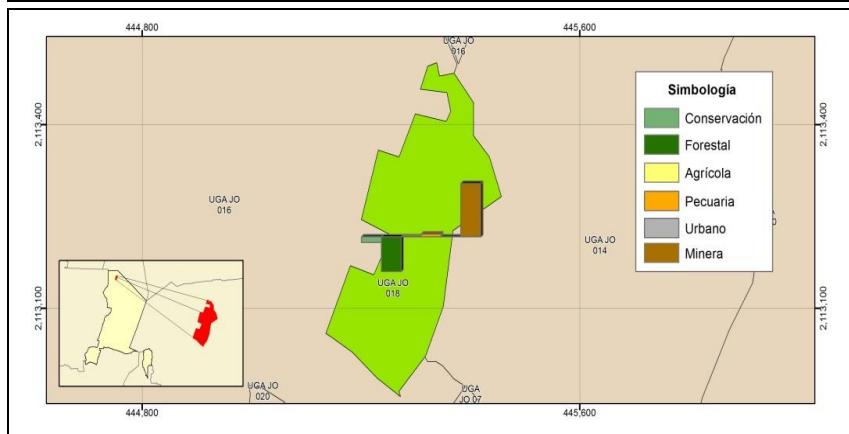 444,800
445,600
UGA JO
016
Simbología
Conservación
Forestal
Agrícola
Pecuaria
Urbano
Minera
2,113,400
2,113,400
UGA JO
016
UGA JO
014
UGA JO
018
2,113,100
2,113,100
UGA JO
020
UGA
JO 07
444,800
445,600